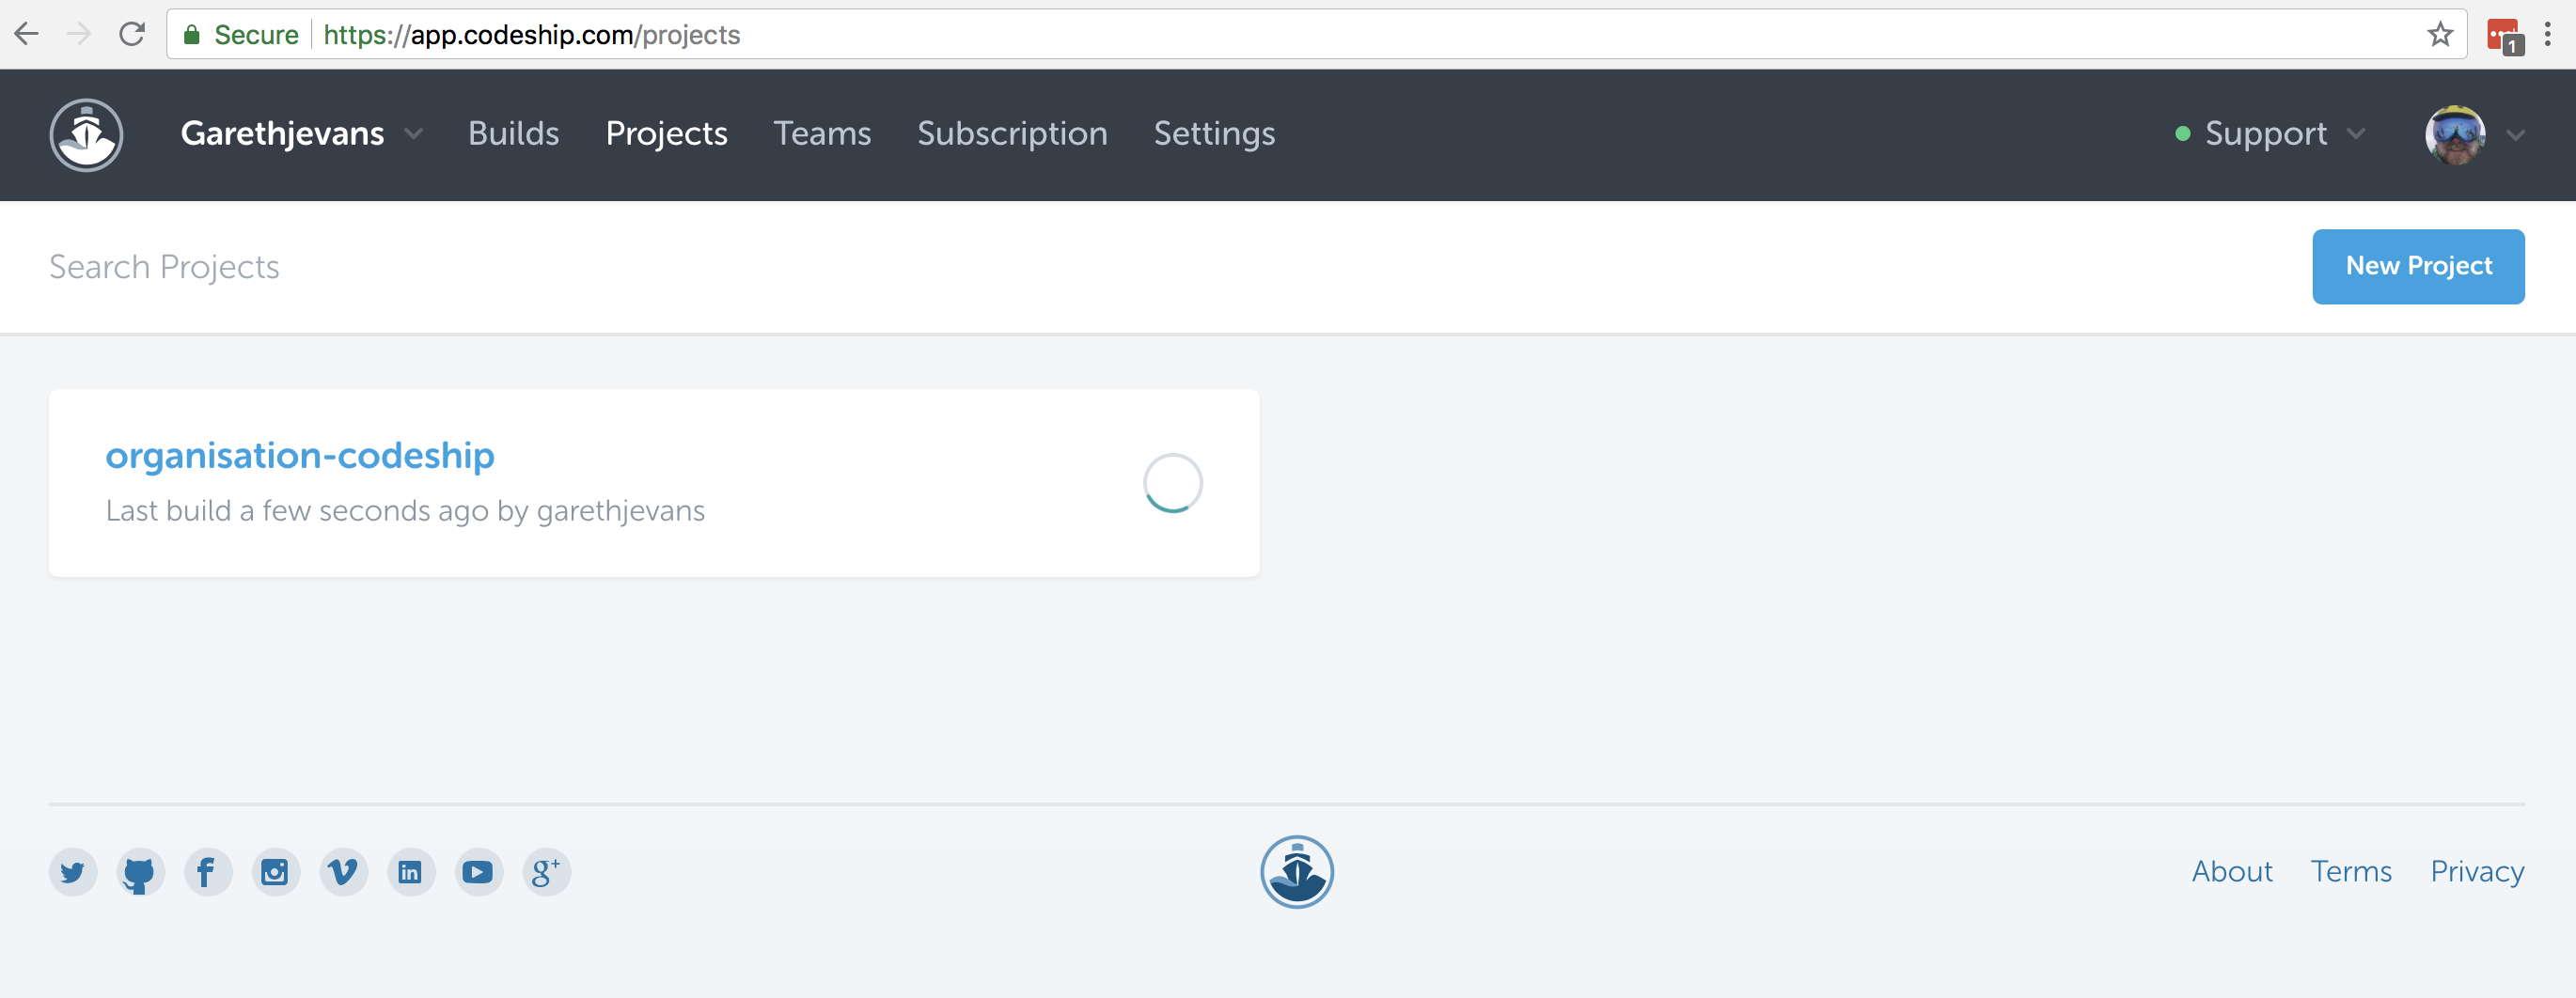 Secure https://app.codeship.com/projects
1
Garethjevans Builds Projects Teams Subscription Settings Support
Search Projects New Project
organisation-codeship
Last build a few seconds ago by garethjevans
About Terms Privacy